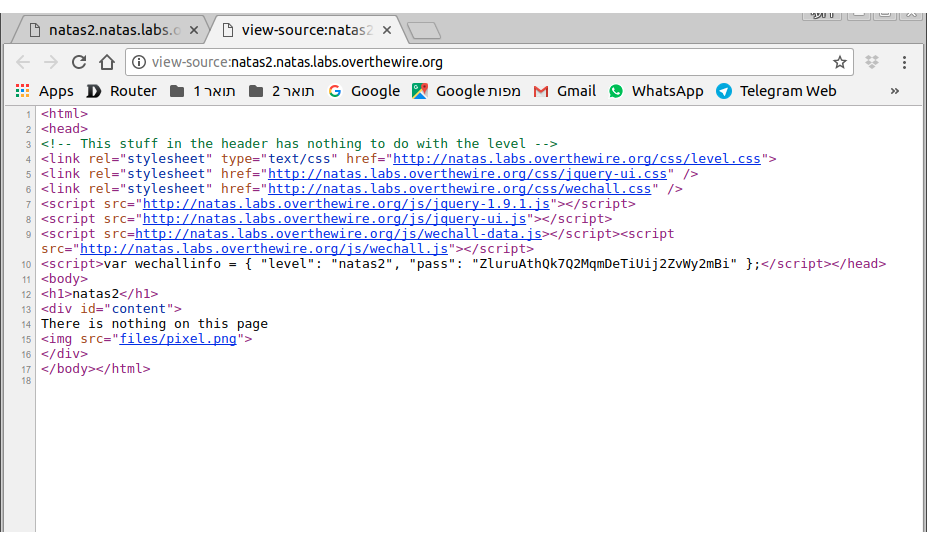 natas2.natas.labs.o
view-source:natas2
view-source:natas2.natas.labs.overthewire.org
Apps Router תואר 1 תואר 2 Google Google מפות Gmail WhatsApp Telegram Web »
1 <html>
2 <head>
3 <!-- This stuff in the header has nothing to do with the level -->
4 <link rel="stylesheet" type="text/css" href="http://natas.labs.overthewire.org/css/level.css">
5 <link rel="stylesheet" href="http://natas.labs.overthewire.org/css/jquery-ui.css" />
6 <link rel="stylesheet" href="http://natas.labs.overthewire.org/css/wechall.css" />
7 <script src="http://natas.labs.overthewire.org/js/jquery-1.9.1.js"></script>
8 <script src="http://natas.labs.overthewire.org/js/jquery-ui.js"></script>
9 <script src=http://natas.labs.overthewire.org/js/wechall-data.js></script><script
src="http://natas.labs.overthewire.org/js/wechall.js"></script>
10 <script>var wechallinfo = { "level": "natas2", "pass": "ZluruAthQk7Q2MqmDeTiUij2ZvWy2mBi" };</script></head>
11 <body>
12 <h1>natas2</h1>
13 <div id="content">
14 There is nothing on this page
15 <img src="files/pixel.png">
16 </div>
17 </body></html>
18